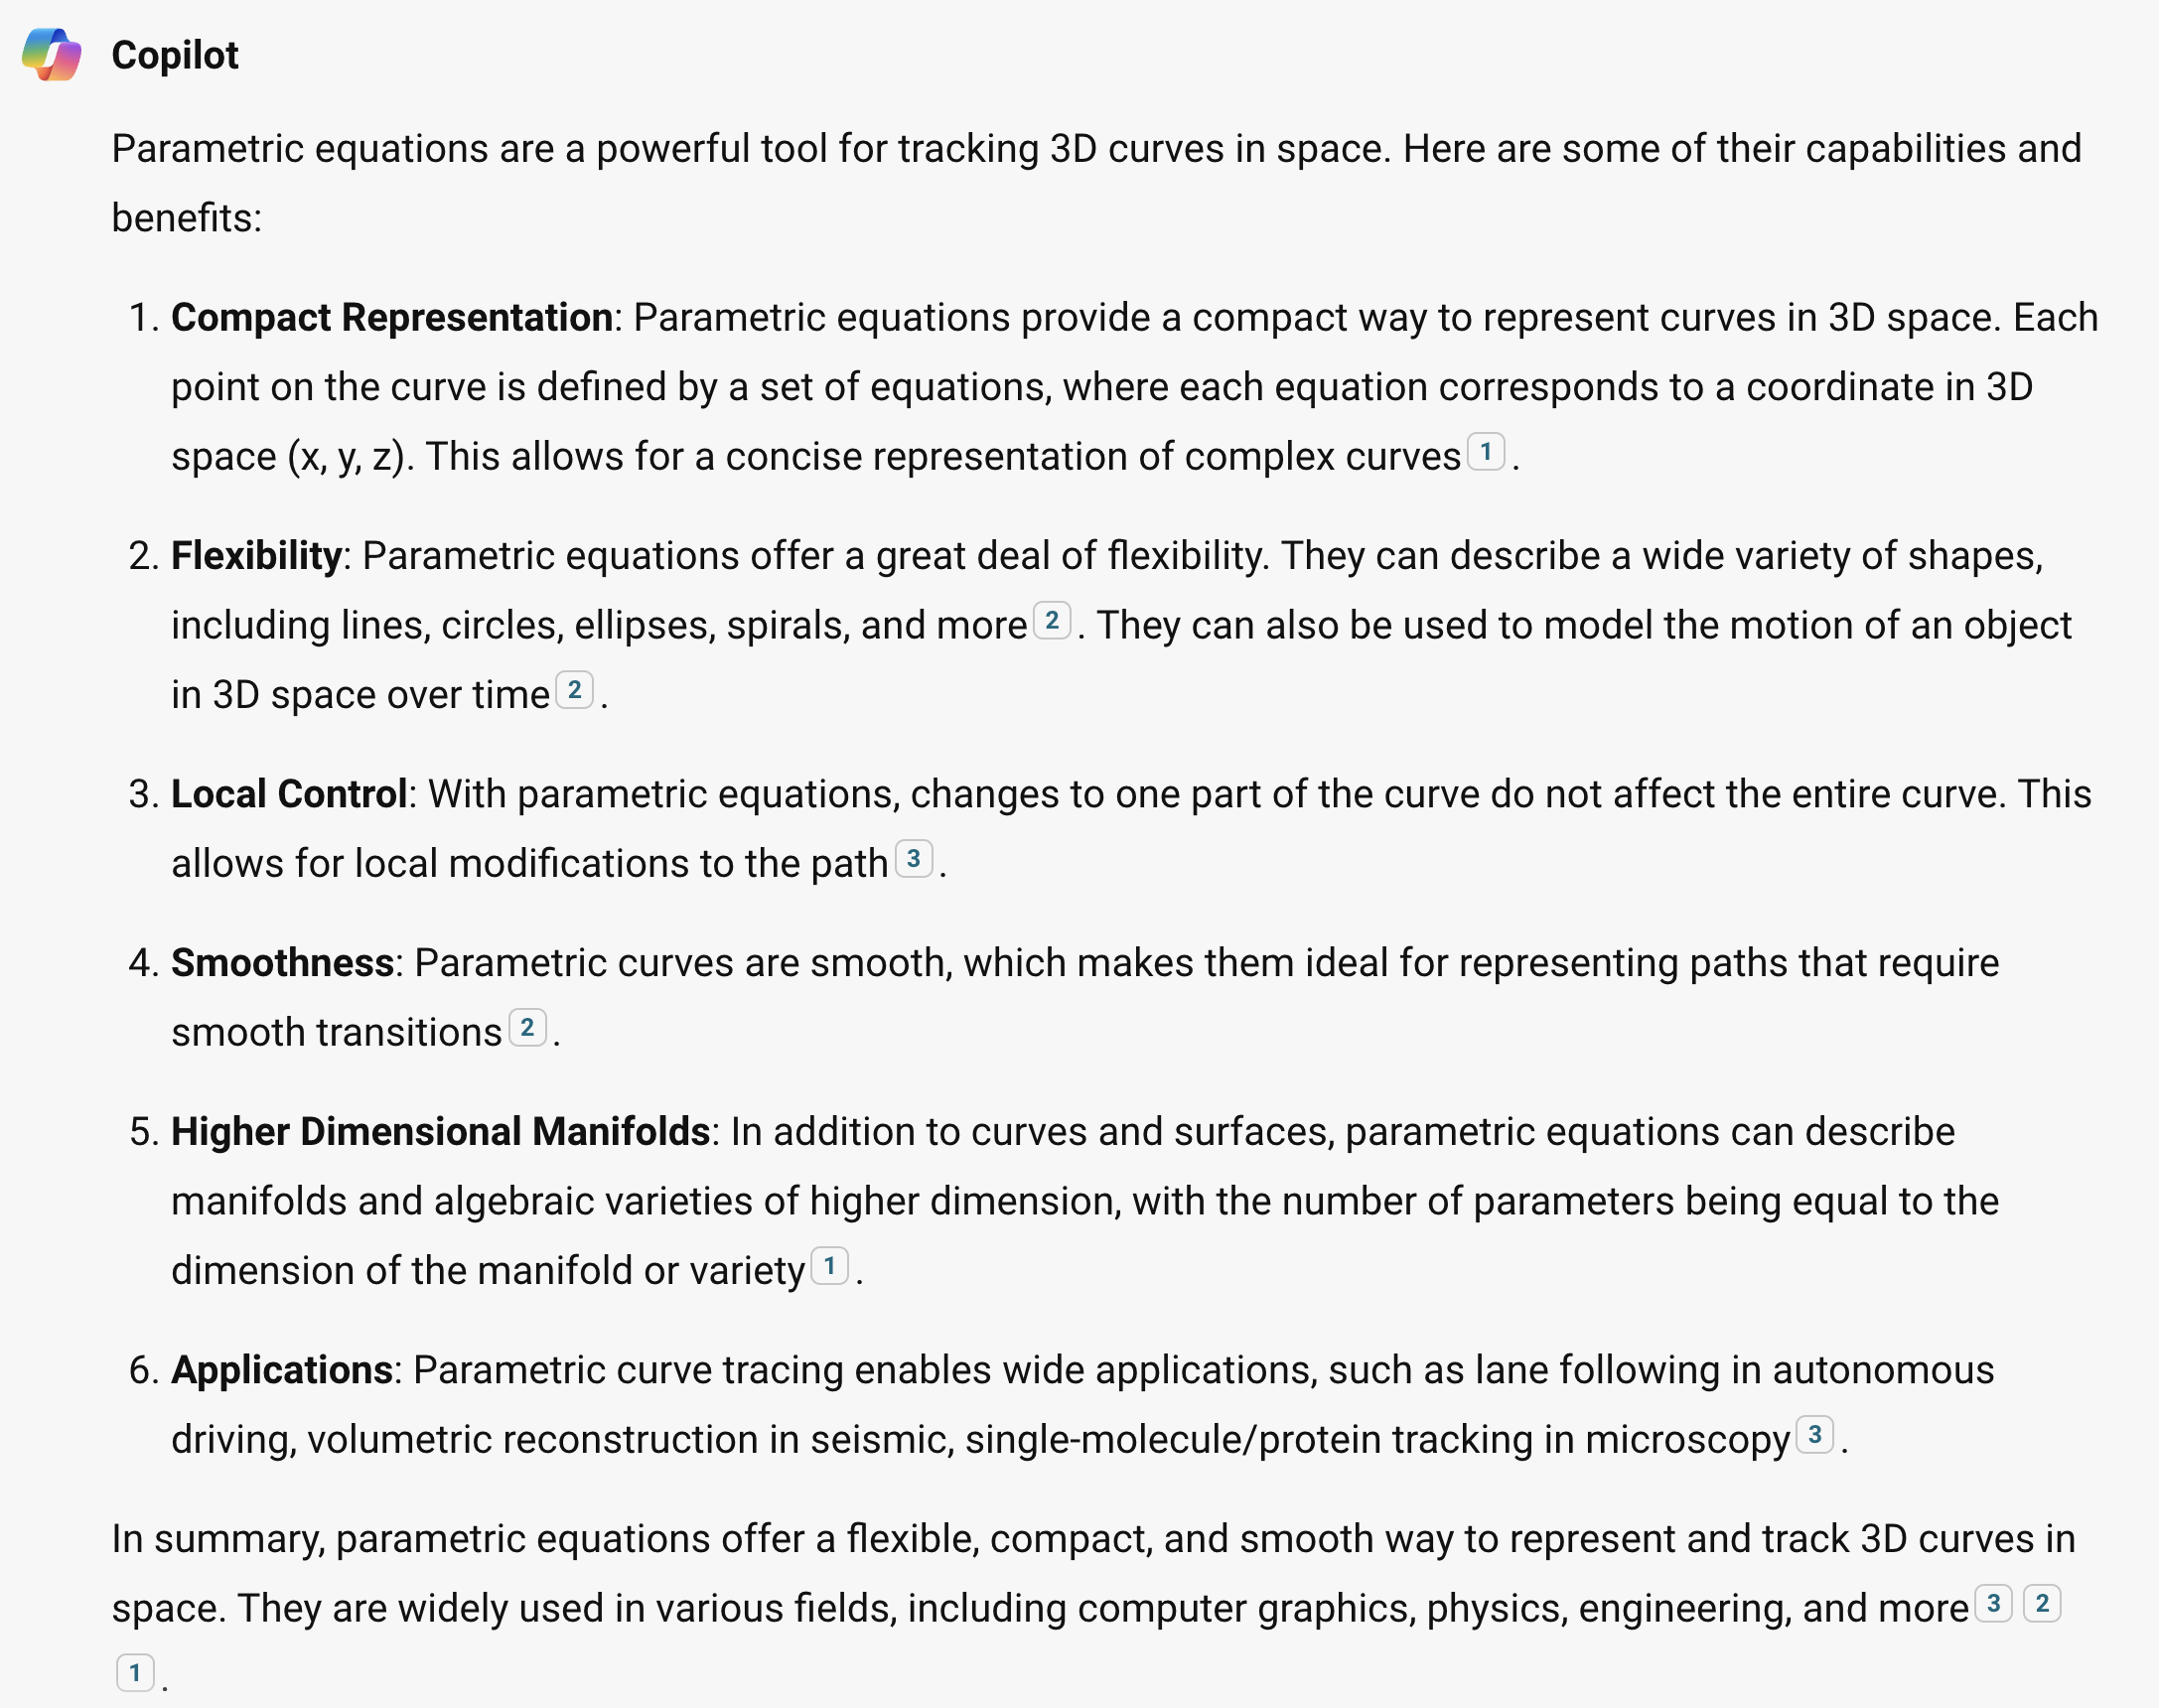 Copilot
Parametric equations are a powerful tool for tracking 3D curves in space. Here are some of their capabilities and
benefits:
1. Compact Representation: Parametric equations provide a compact way to represent curves in 3D space. Each
point on the curve is defined by a set of equations, where each equation corresponds to a coordinate in 3D
space (x, y, z). This allows for a concise representation of complex curves 1 .
2. Flexibility: Parametric equations offer a great deal of flexibility. They can describe a wide variety of shapes,
including lines, circles, ellipses, spirals, and more 2 . They can also be used to model the motion of an object
in 3D space over time 2 .
3. Local Control: With parametric equations, changes to one part of the curve do not affect the entire curve. This
allows for local modifications to the path 3 .
4. Smoothness: Parametric curves are smooth, which makes them ideal for representing paths that require
smooth transitions 2 .
5. Higher Dimensional Manifolds: In addition to curves and surfaces, parametric equations can describe
manifolds and algebraic varieties of higher dimension, with the number of parameters being equal to the
dimension of the manifold or variety 1 .
6. Applications: Parametric curve tracing enables wide applications, such as lane following in autonomous
driving, volumetric reconstruction in seismic, single-molecule/protein tracking in microscopy 3 .
In summary, parametric equations offer a flexible, compact, and smooth way to represent and track 3D curves in
space. They are widely used in various fields, including computer graphics, physics, engineering, and more 3 2
1 .